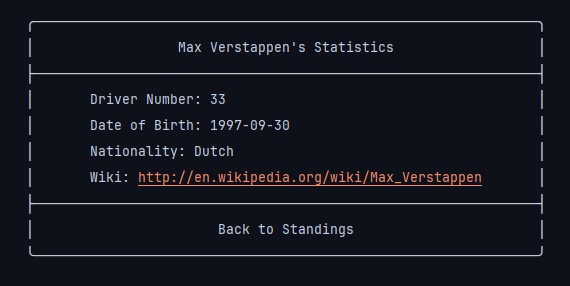 Max Verstappen's Statistics
Driver Number: 33
Date of Birth: 1997-09-30
Nationality: Dutch
Wiki: http://en.wikipedia.org/wiki/Max_Verstappen
Back to Standings